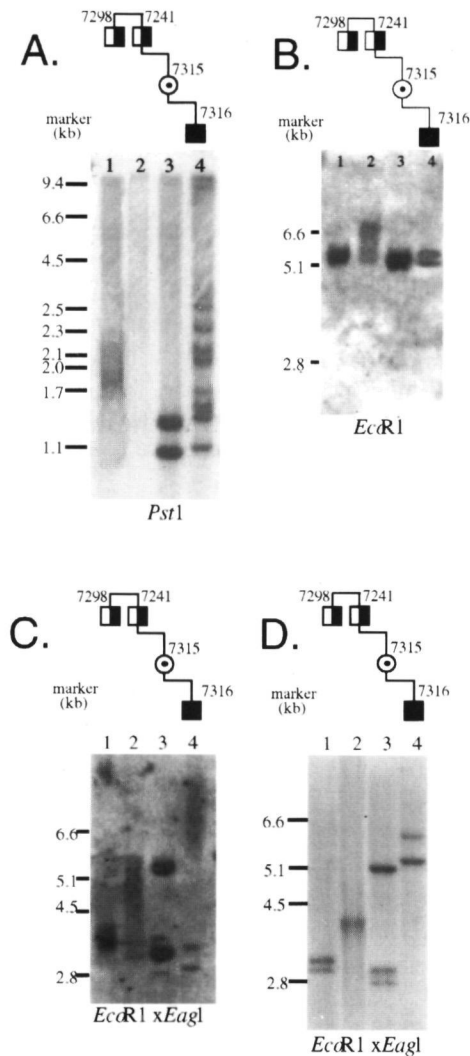 7298 7241
A.
7315
7316
marker
(kb)
1 2 3 4
9.4
6.6
4.5
2.5
2.3
2.1
2.0
1.7
1.1
Pst1
7298 7241
B.
7315
7316
marker
(kb)
1 2 3 4
6.6
5.1
2.8
EcoR1
7298 7241
C.
7315
7316
marker
(kb)
1 2 3 4
6.6
5.1
4.5
2.8
EcoR1 xEag1
7298 7241
D.
7315
7316
marker
(kb)
1 2 3 4
6.6
5.1
4.5
2.8
EcoR1 xEag1